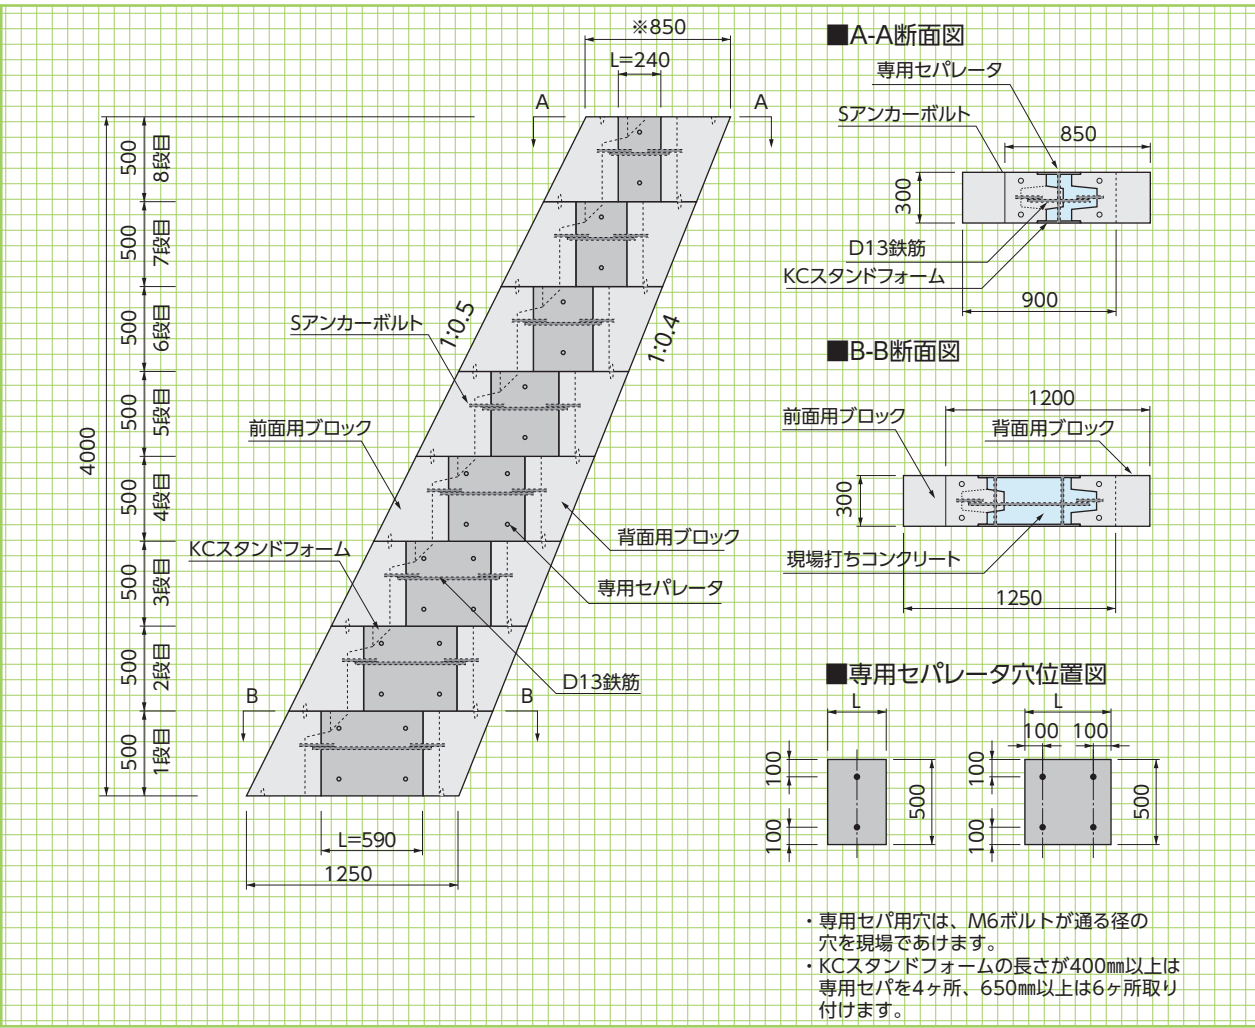 ※850
L=240
A
A
500
8段目
500
7段目
500
6段目
500
5段目
500
4段目
500
3段目
500
2段目
500
1段目
4000
1:0.5
1:0.4
Sアンカーボルト
前面用ブロック
KCスタンドフォーム
背面用ブロック
専用セパレータ
D13鉄筋
B
B
L=590
1250
■A-A断面図
専用セパレータ
Sアンカーボルト
850
300
D13鉄筋
KCスタンドフォーム
900
■B-B断面図
1200
前面用ブロック
背面用ブロック
300
現場打ちコンクリート
1250
■専用セパレータ穴位置図
L
100
100
500
L
100 100
100
100
500
・専用セパ用穴は、M6ボルトが通る径の
穴を現場であけます。
・KCスタンドフォームの長さが400㎜以上は
専用セパを4ヶ所、650㎜以上は6ヶ所取り
付けます。